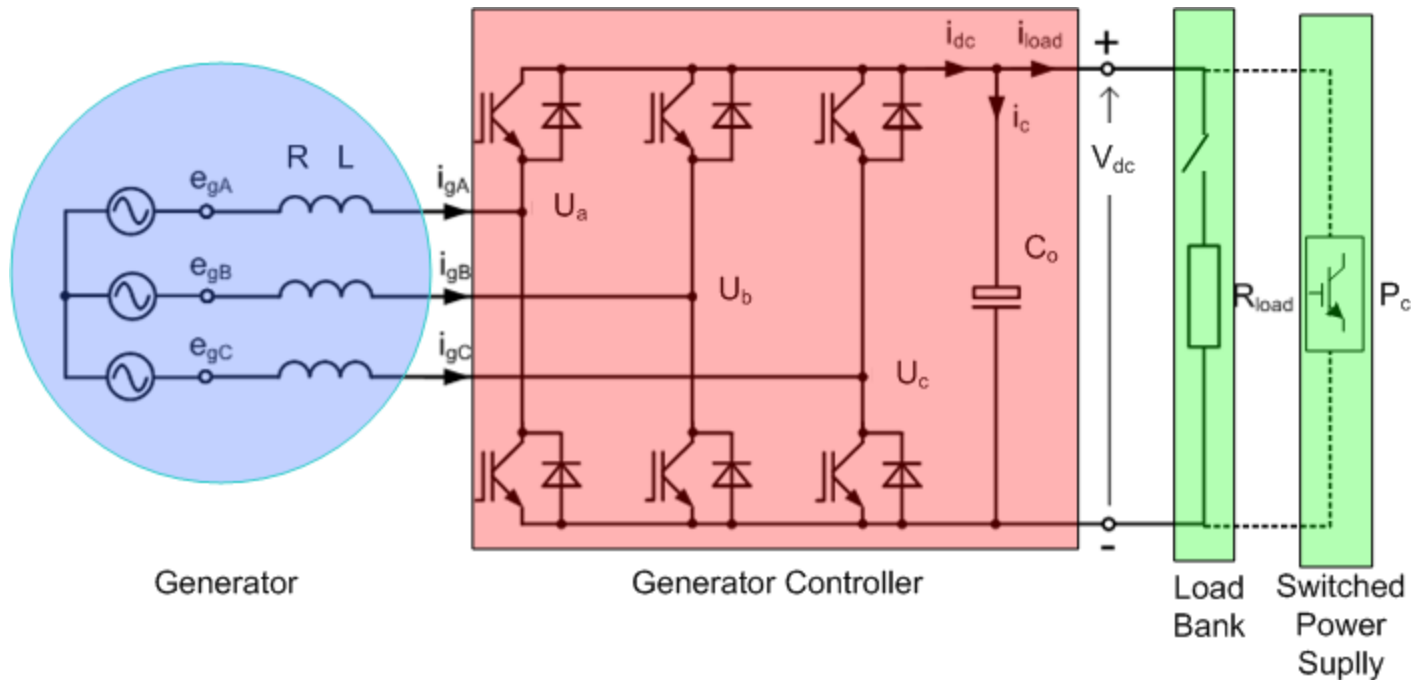 i_dc i_load +
i_c
V_dc
R L
e_gA i_gA U_a
e_gB i_gB U_b
C_o
R_load P_c
e_gC i_gC U_c
-
Generator
Generator Controller
Load
Bank
Switched
Power
Suplly